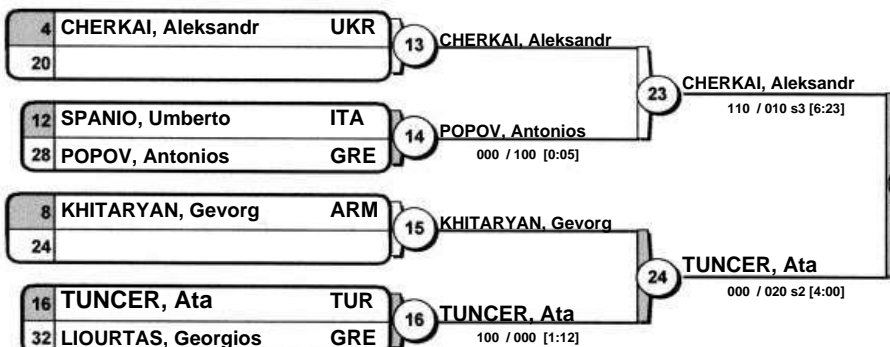 4 CHERKAI, Aleksandr UKR
20
13 CHERKAI, Aleksandr
12 SPANIO, Umberto ITA
28 POPOV, Antonios GRE
14 POPOV, Antonios
000 / 100 [0:05]
23 CHERKAI, Aleksandr
110 / 010 s3 [6:23]
8 KHITARYAN, Gevorg ARM
24
15 KHITARYAN, Gevorg
16 TUNCER, Ata TUR
32 LIOURTAS, Georgios GRE
16 TUNCER, Ata
100 / 000 [1:12]
24 TUNCER, Ata
000 / 020 s2 [4:00]